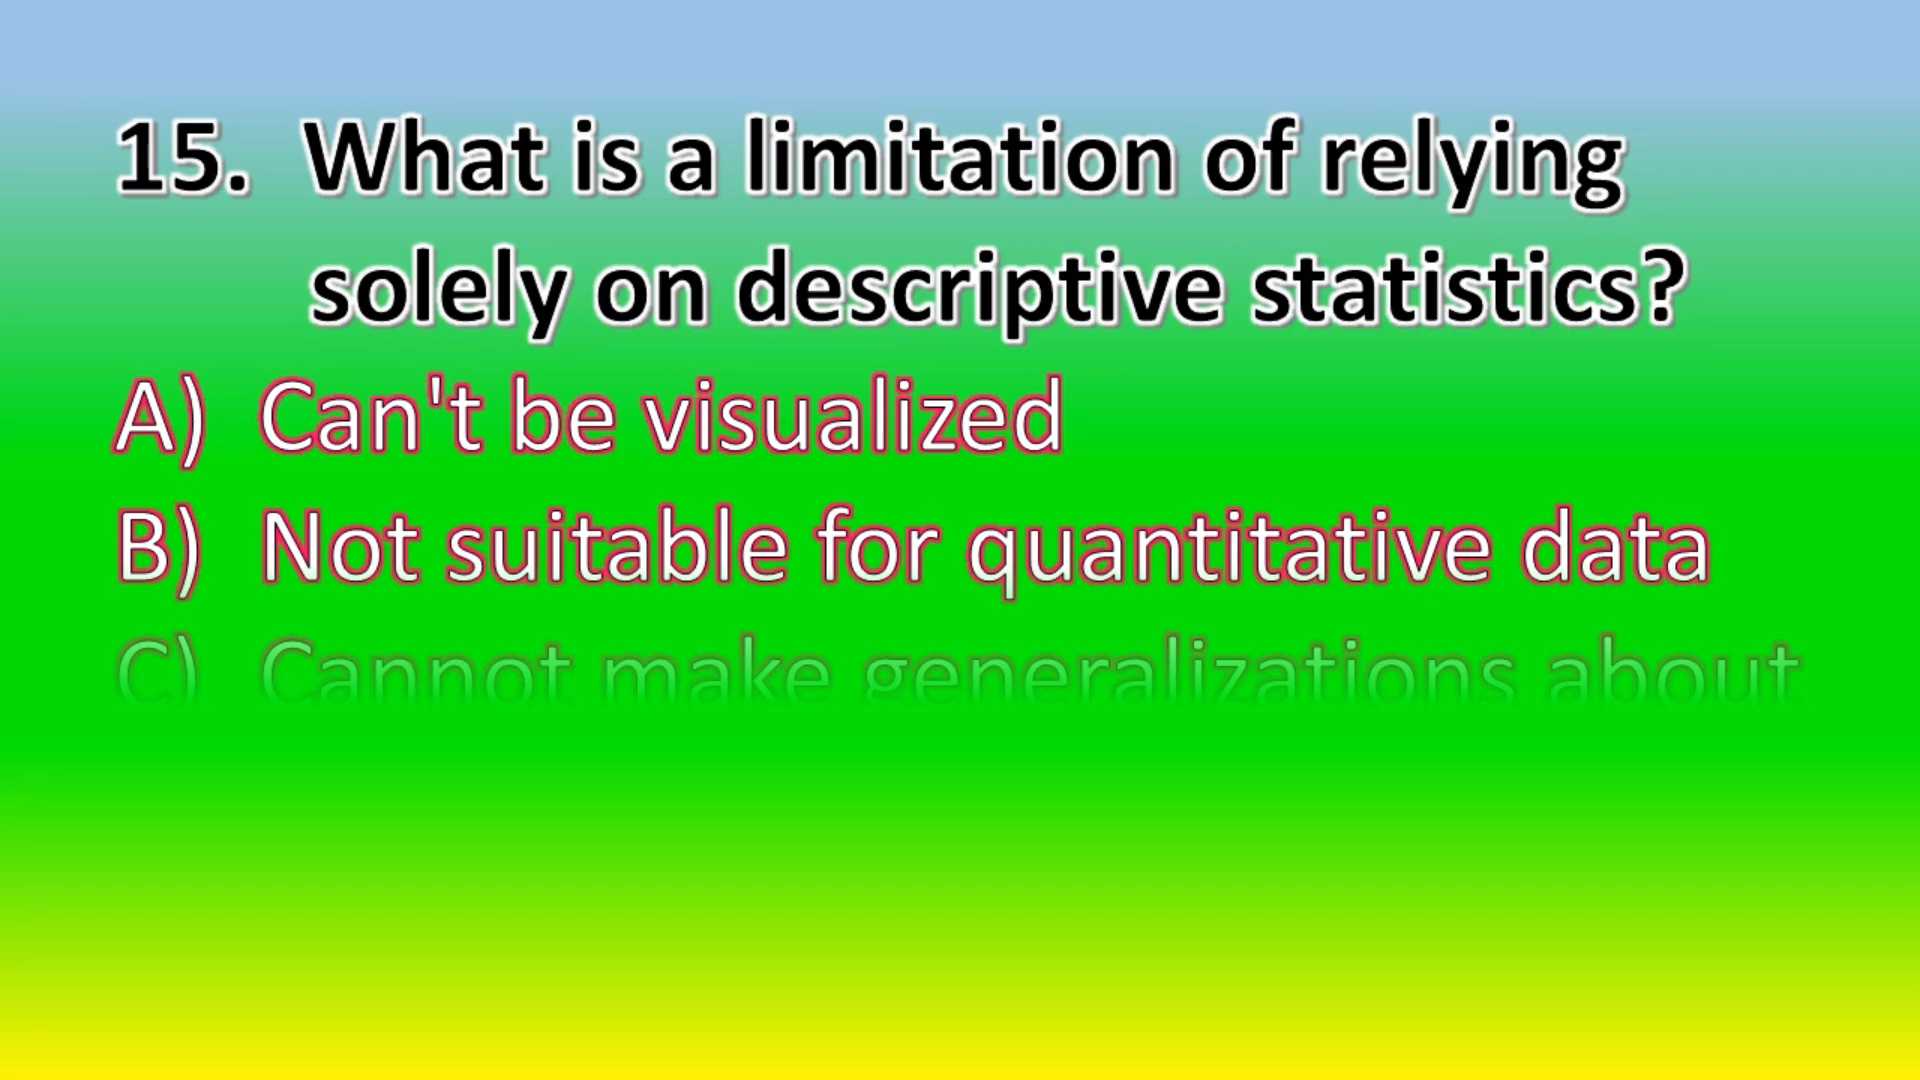 15. What is a limitation of relying
solely on descriptive statistics?
A) Can't be visualized
B) Not suitable for quantitative data
C) Cannot make generalizations about